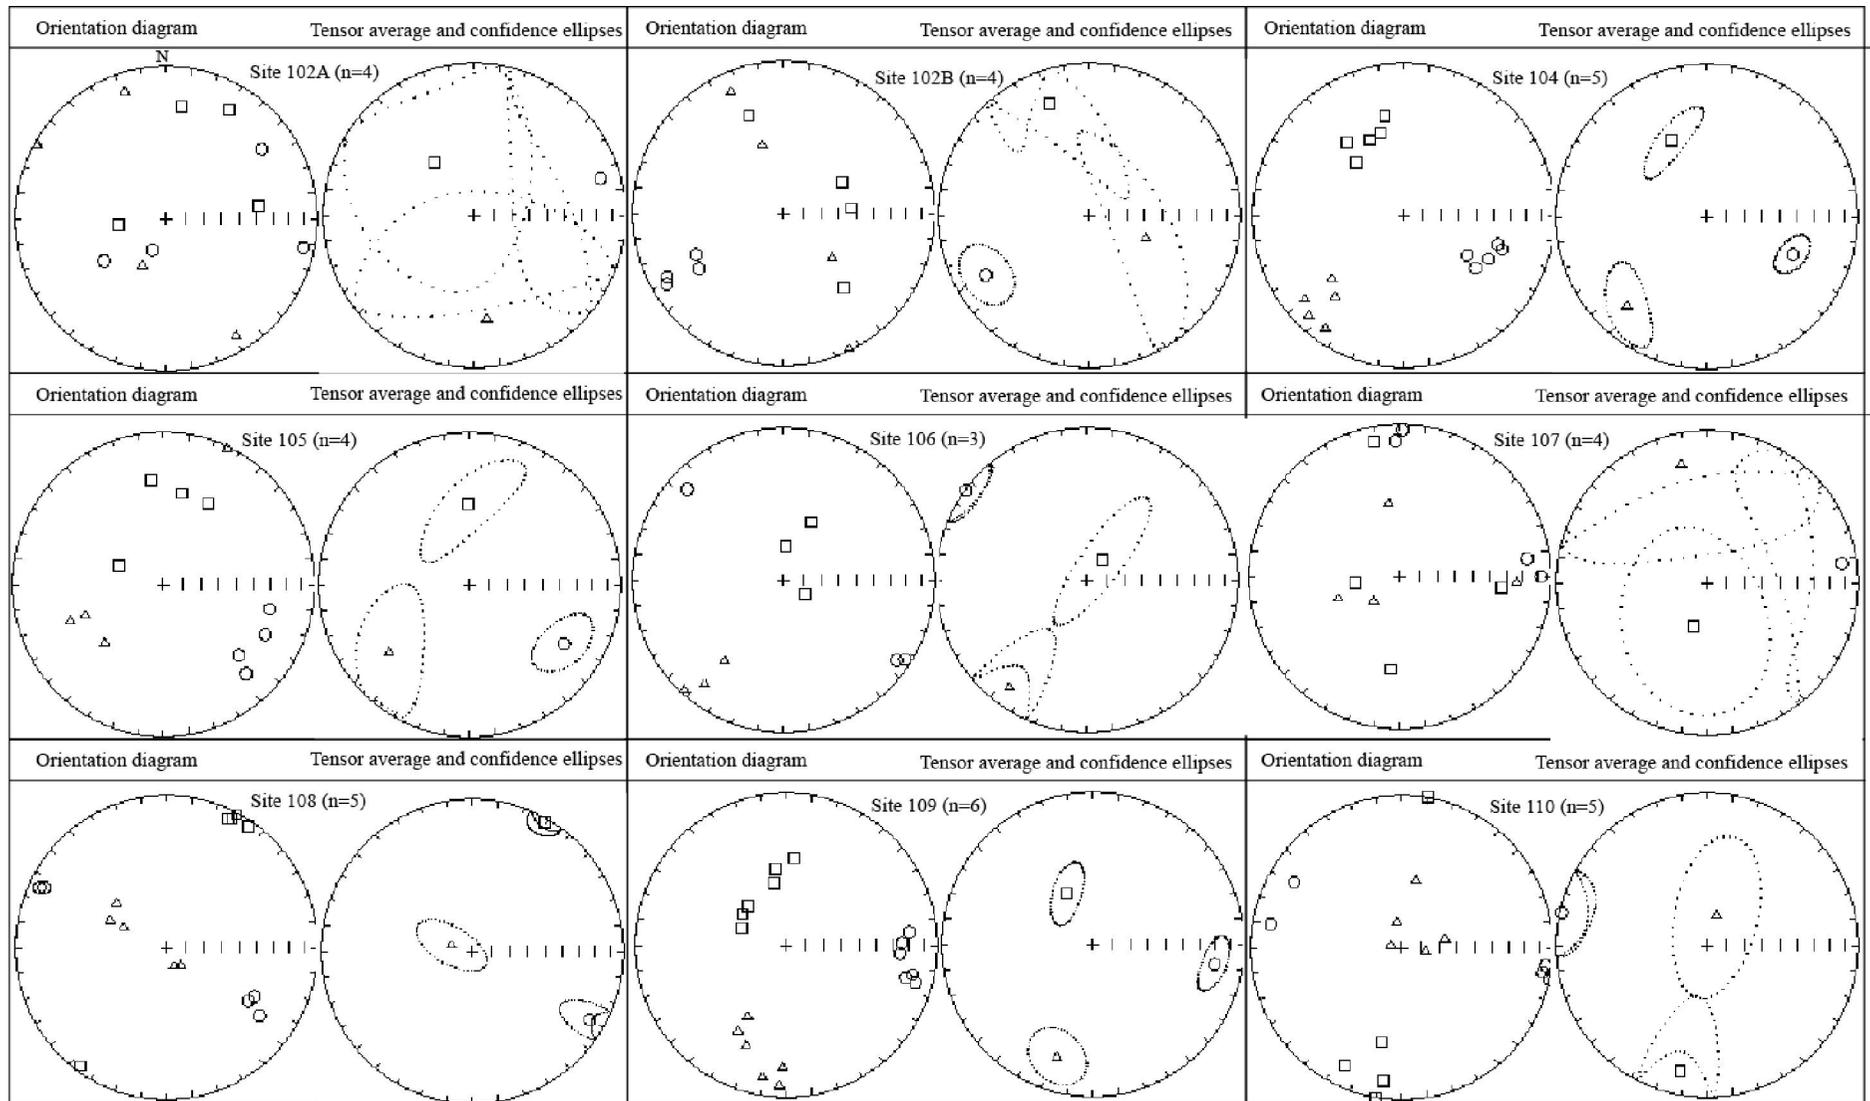 Orientation diagram Tensor average and confidence ellipses Orientation diagram Tensor average and confidence ellipses Orientation diagram Tensor average and confidence ellipses
N
Site 102A (n=4) Site 102B (n=4) Site 104 (n=5)
Orientation diagram Tensor average and confidence ellipses Orientation diagram Tensor average and confidence ellipses Orientation diagram Tensor average and confidence ellipses
Site 105 (n=4) Site 106 (n=3) Site 107 (n=4)
Orientation diagram Tensor average and confidence ellipses Orientation diagram Tensor average and confidence ellipses Orientation diagram Tensor average and confidence ellipses
Site 108 (n=5) Site 109 (n=6) Site 110 (n=5)